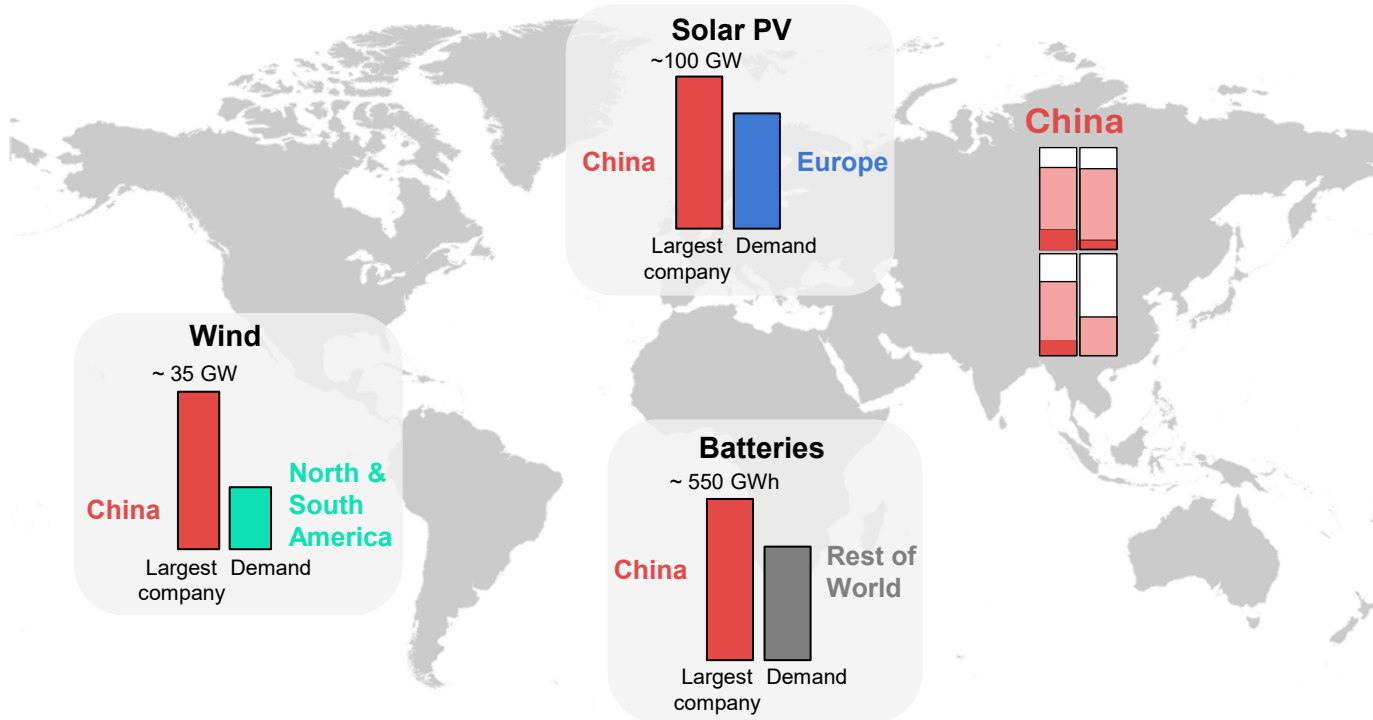 Solar PV
~100 GW
China
Europe
Largest
company
Demand
China
Wind
~ 35 GW
China
North &
South
America
Largest
company
Demand
Batteries
~ 550 GWh
China
Rest of
World
Largest
company
Demand